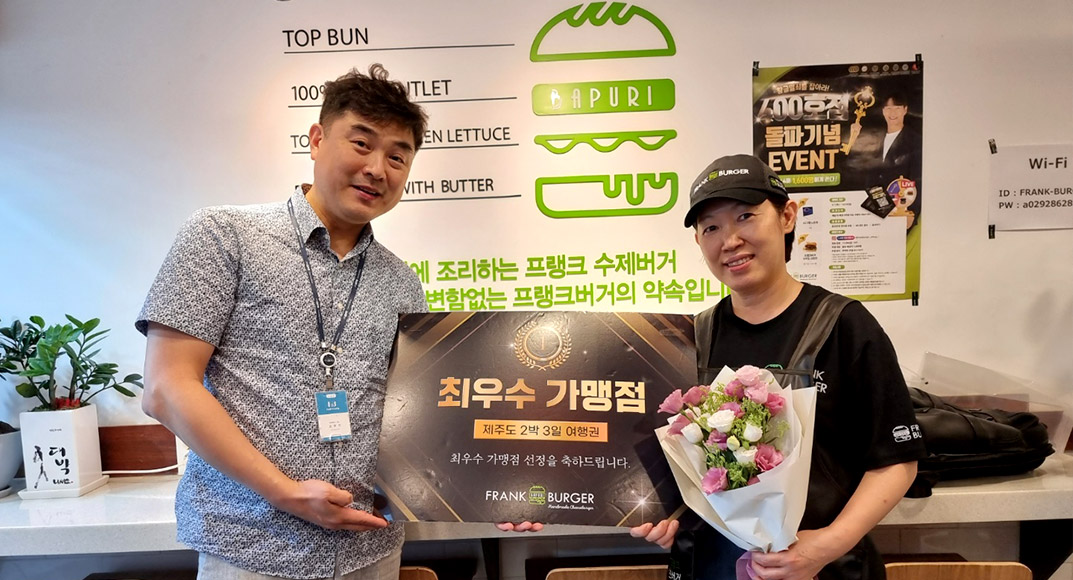 TOP BUN
BAPURI
LETTUCE
WITH BUTTER
에 조리하는 프랭크 수제버거
변함없는 프랭크버거의 약속입니
400호점
돌파기념
EVENT
Wi-Fi
ID : FRANK-BUR
PW : a02928628
FRANK BURGER
최우수 가맹점
제주도 2박 3일 여행권
최우수 가맹점 선정을 축하드립니다.
FRANK BURGER
더빅